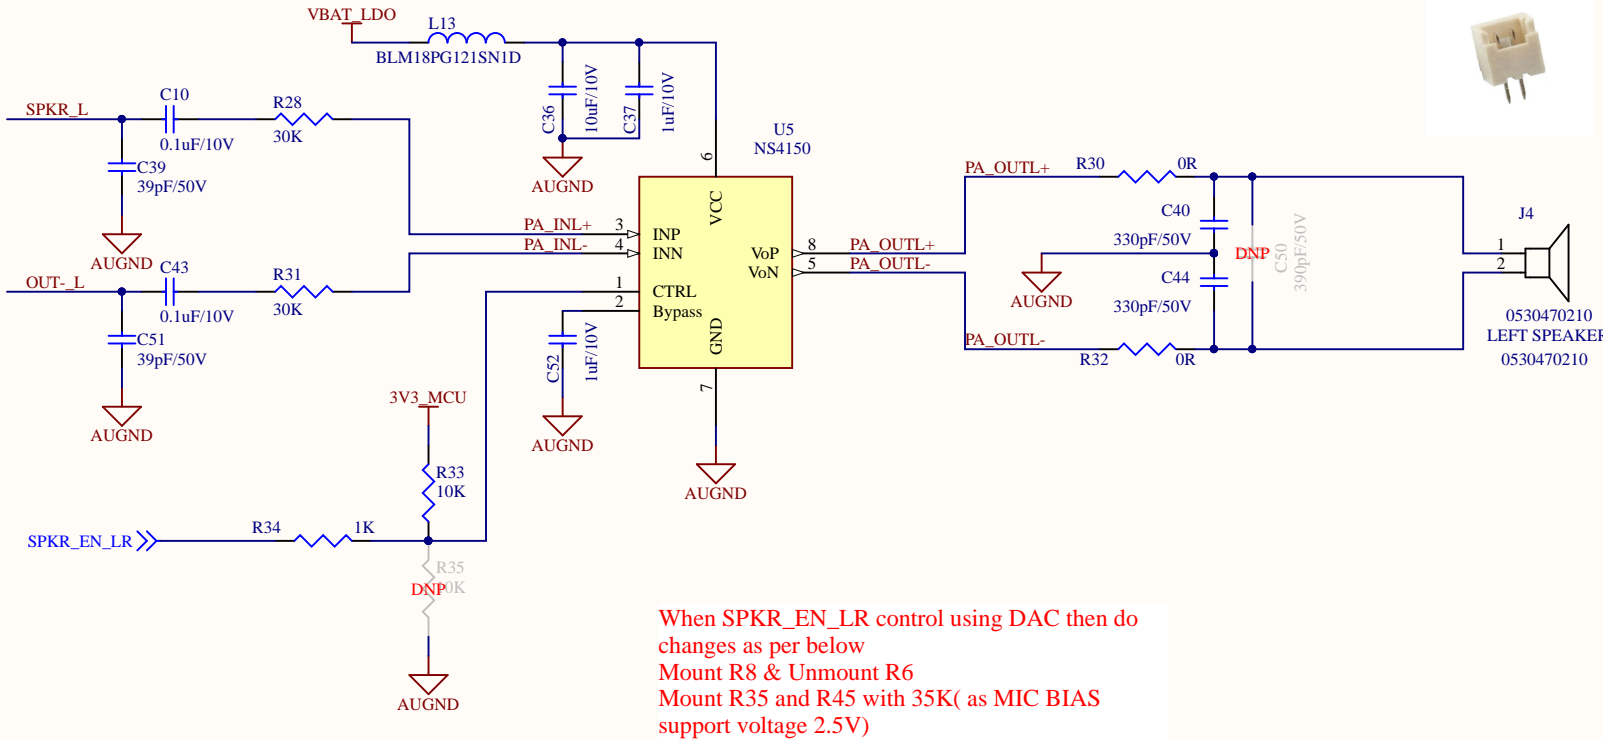 VBAT_LDO
L13
BLM18PG121SN1D
C36
10uF/10V
C37
1uF/10V
AUGND
SPKR_L
C10
0.1uF/10V
R28
30K
C39
39pF/50V
AUGND
OUT-_L
C43
0.1uF/10V
R31
30K
C51
39pF/50V
AUGND
U5
NS4150
6
VCC
PA_INL+
3
INP
PA_INL-
4
INN
1
CTRL
2
Bypass
GND
7
VoP
8
VoN
5
PA_OUTL+
PA_OUTL-
C52
1uF/10V
AUGND
AUGND
3V3_MCU
R33
10K
SPKR_EN_LR
R34
1K
R35
DNP
AUGND
PA_OUTL+
R30
0R
C40
330pF/50V
C44
330pF/50V
AUGND
DNP
C50
390pF/50V
PA_OUTL-
R32
0R
J4
1
2
0530470210
LEFT SPEAKER
0530470210
When SPKR_EN_LR control using DAC then do
changes as per below
Mount R8 & Unmount R6
Mount R35 and R45 with 35K( as MIC BIAS
support voltage 2.5V)